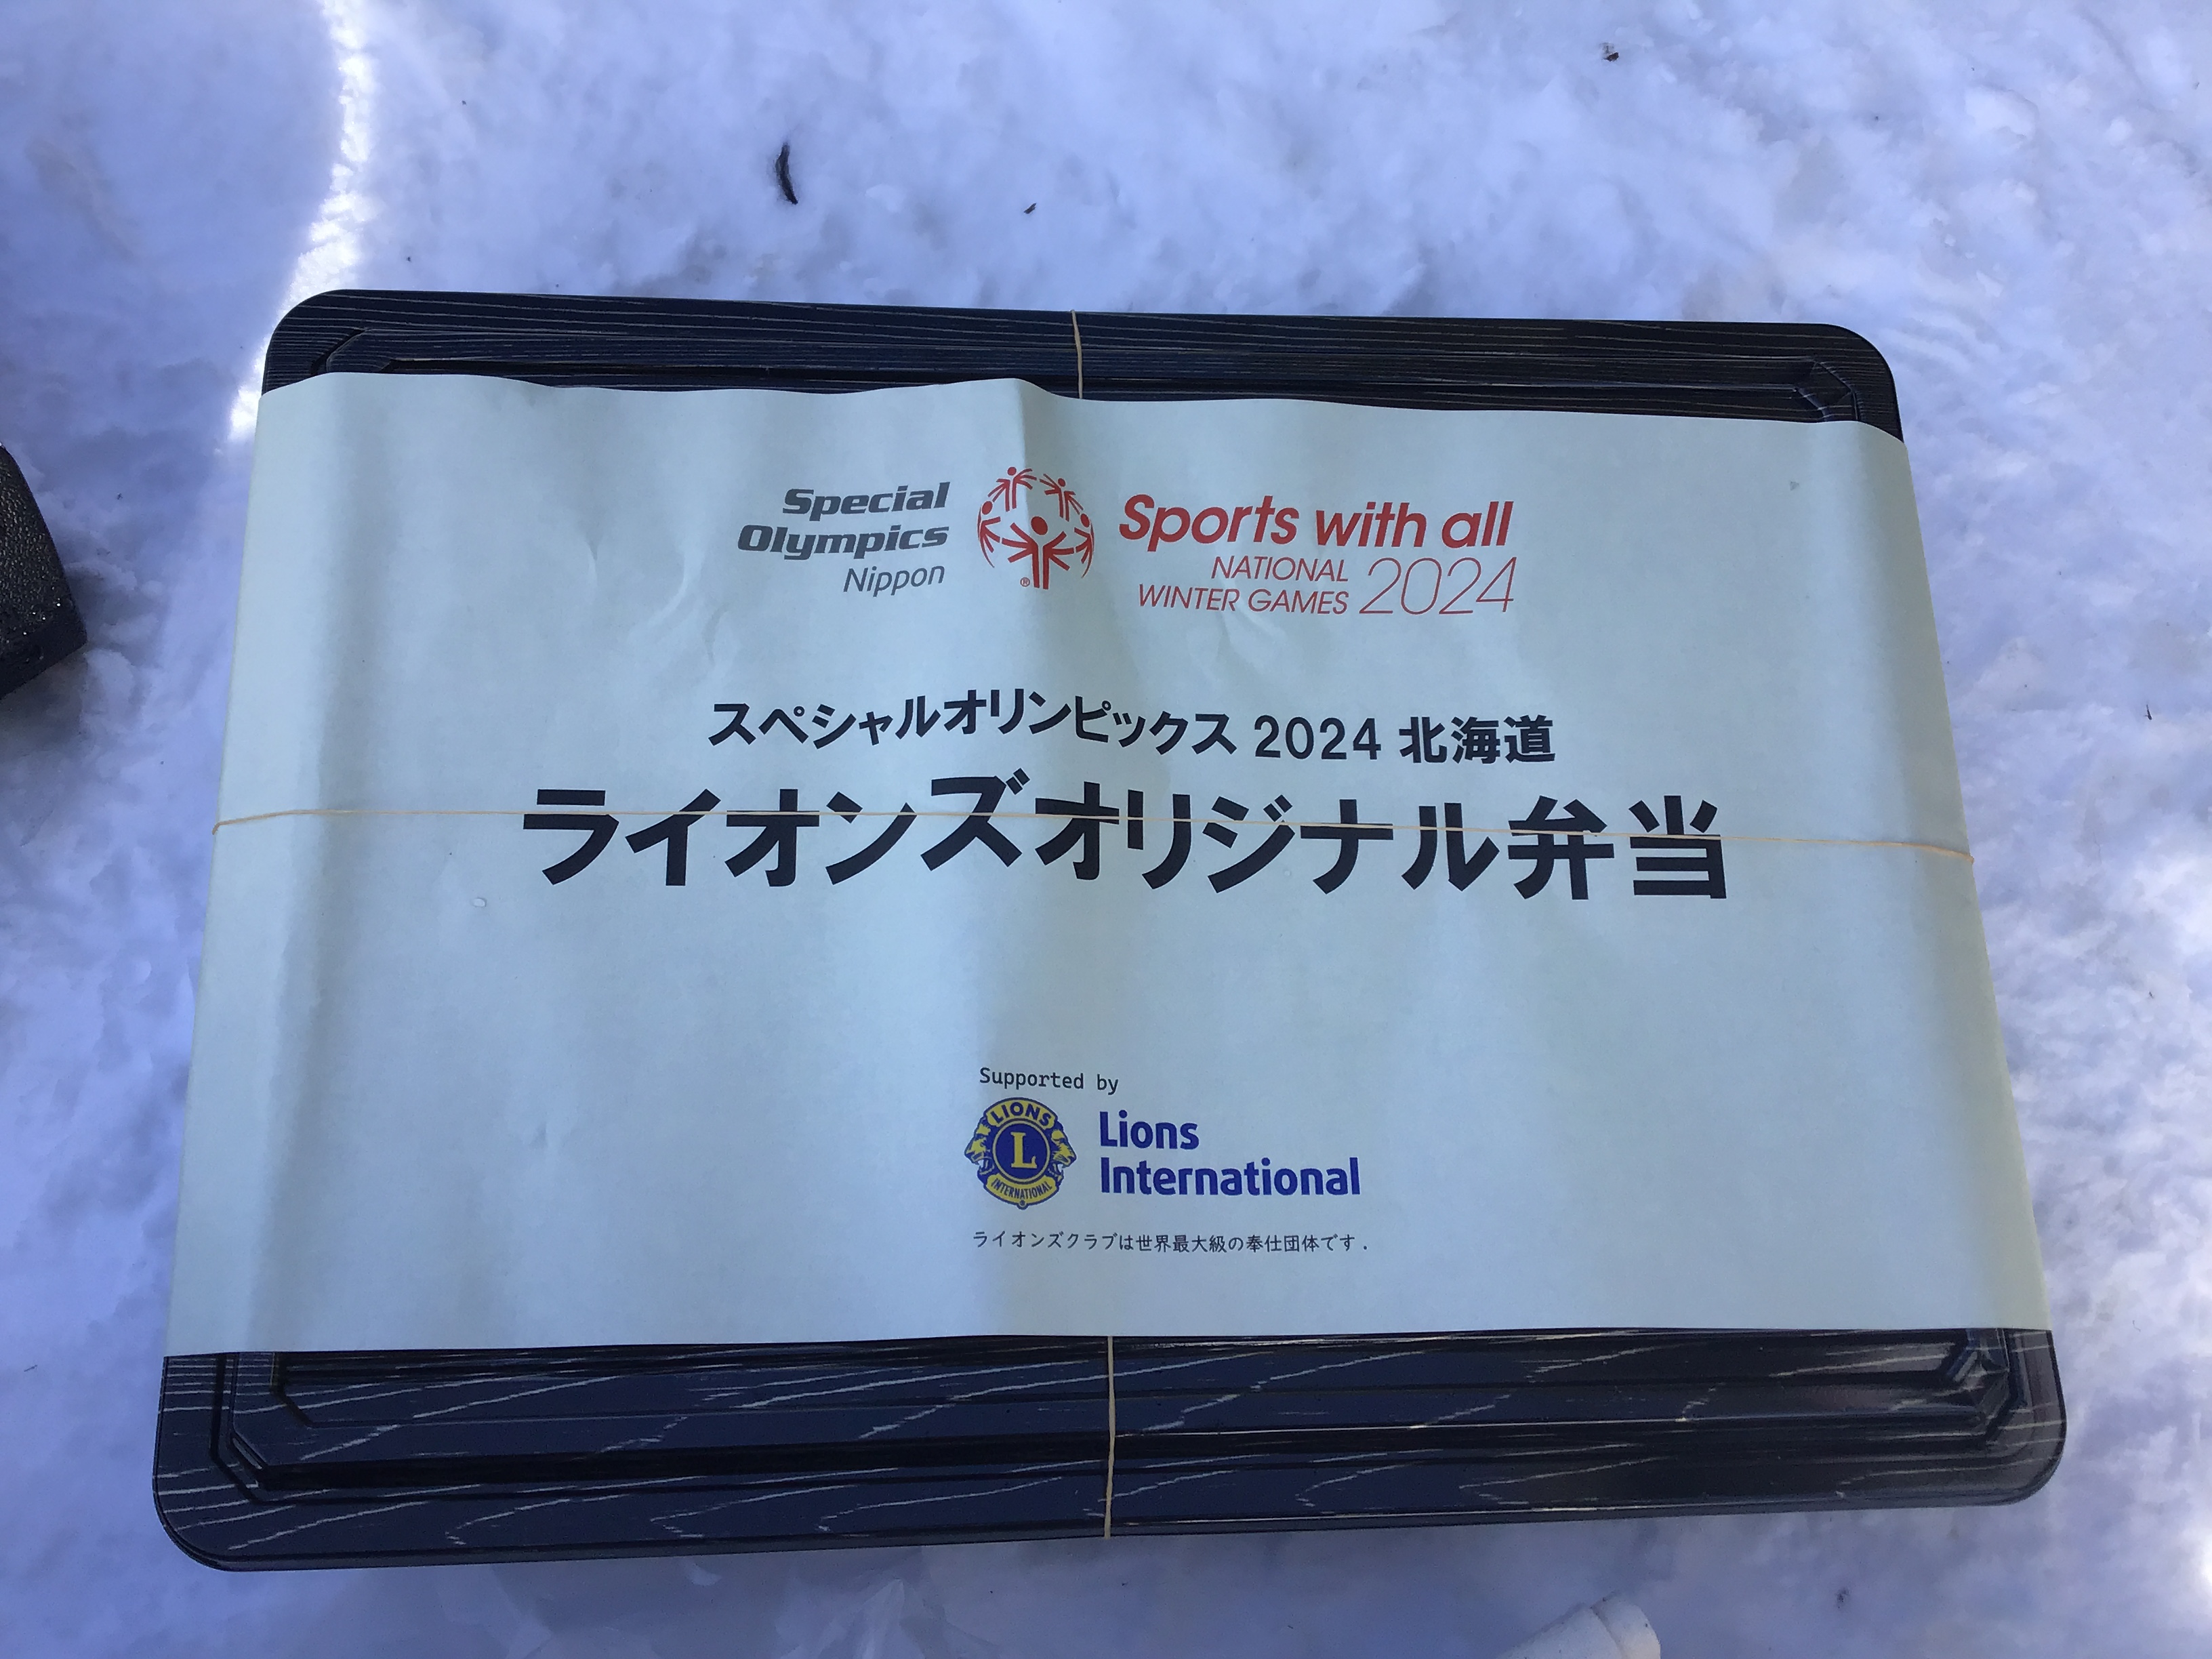 Special
Olympics
Nippon
®
Sports with all
NATIONAL
WINTER GAMES 2024
スペシャルオリンピックス 2024 北海道
ライオンズオリジナル弁当
Supported by
LIONS
L
INTERNATIONAL
Lions
International
ライオンズクラブは世界最大級の奉仕団体です．